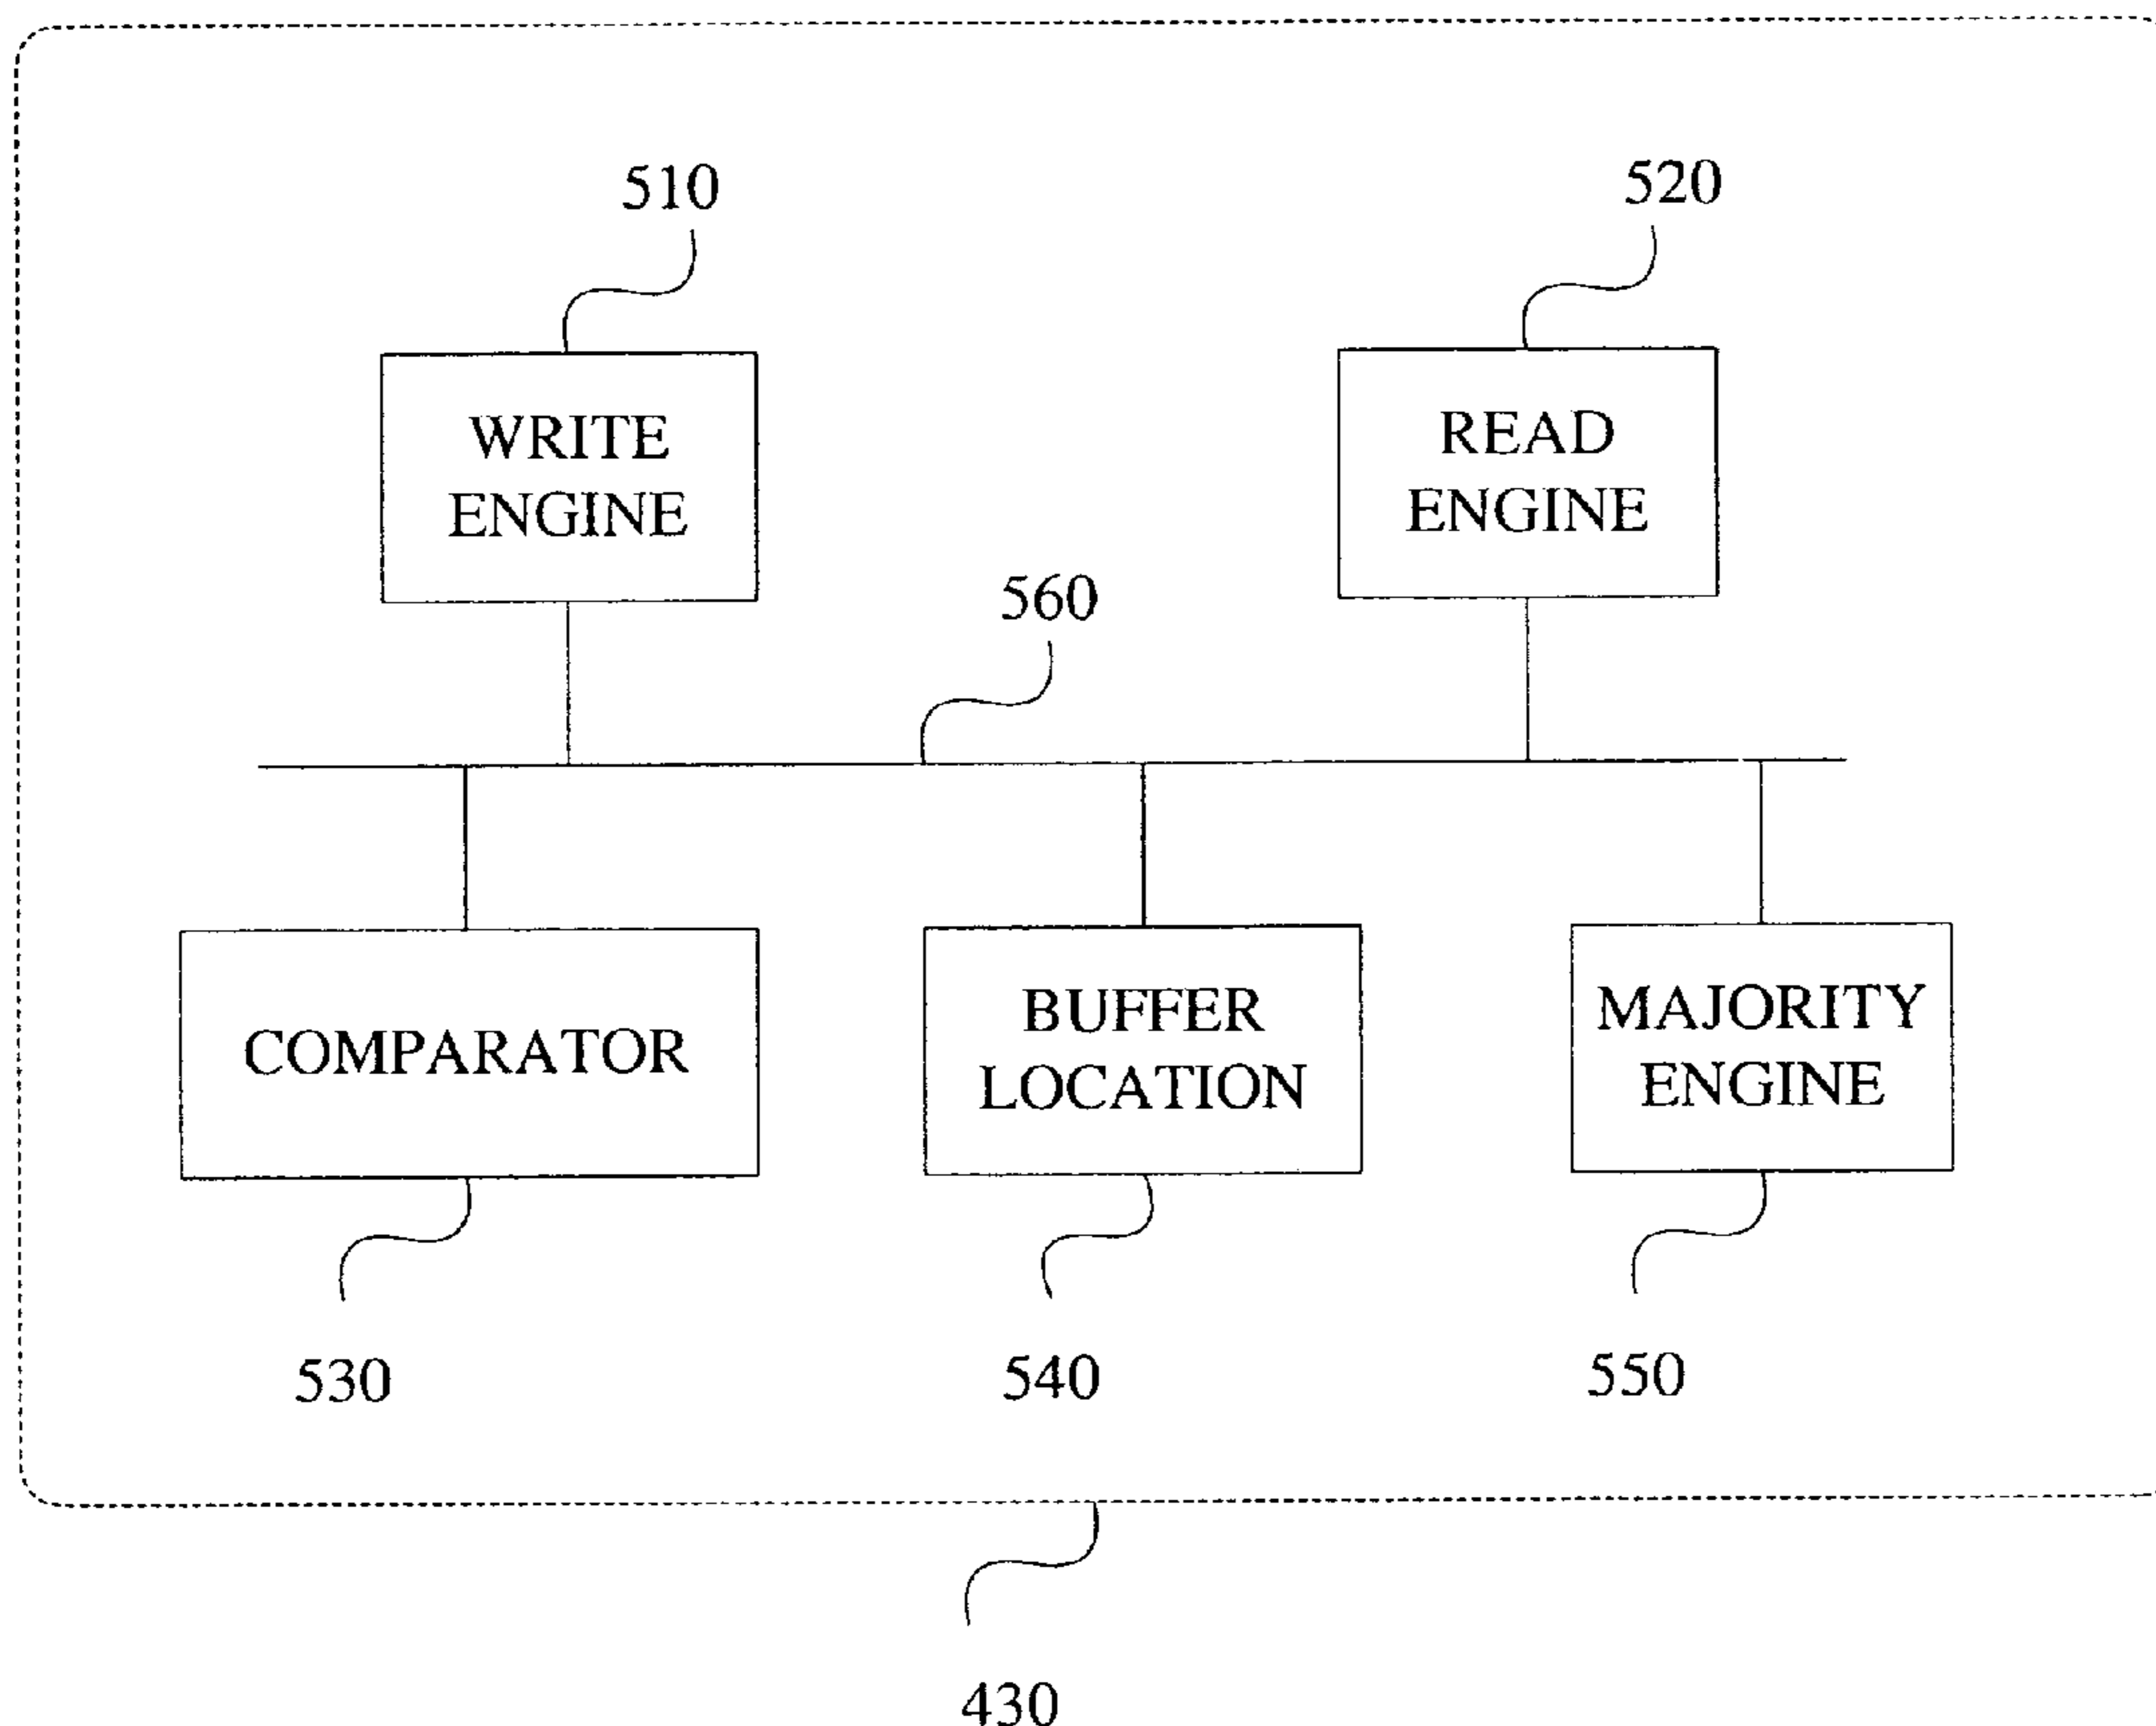 510
520
WRITE
ENGINE
READ
ENGINE
560
COMPARATOR
BUFFER
LOCATION
MAJORITY
ENGINE
530
540
550
430